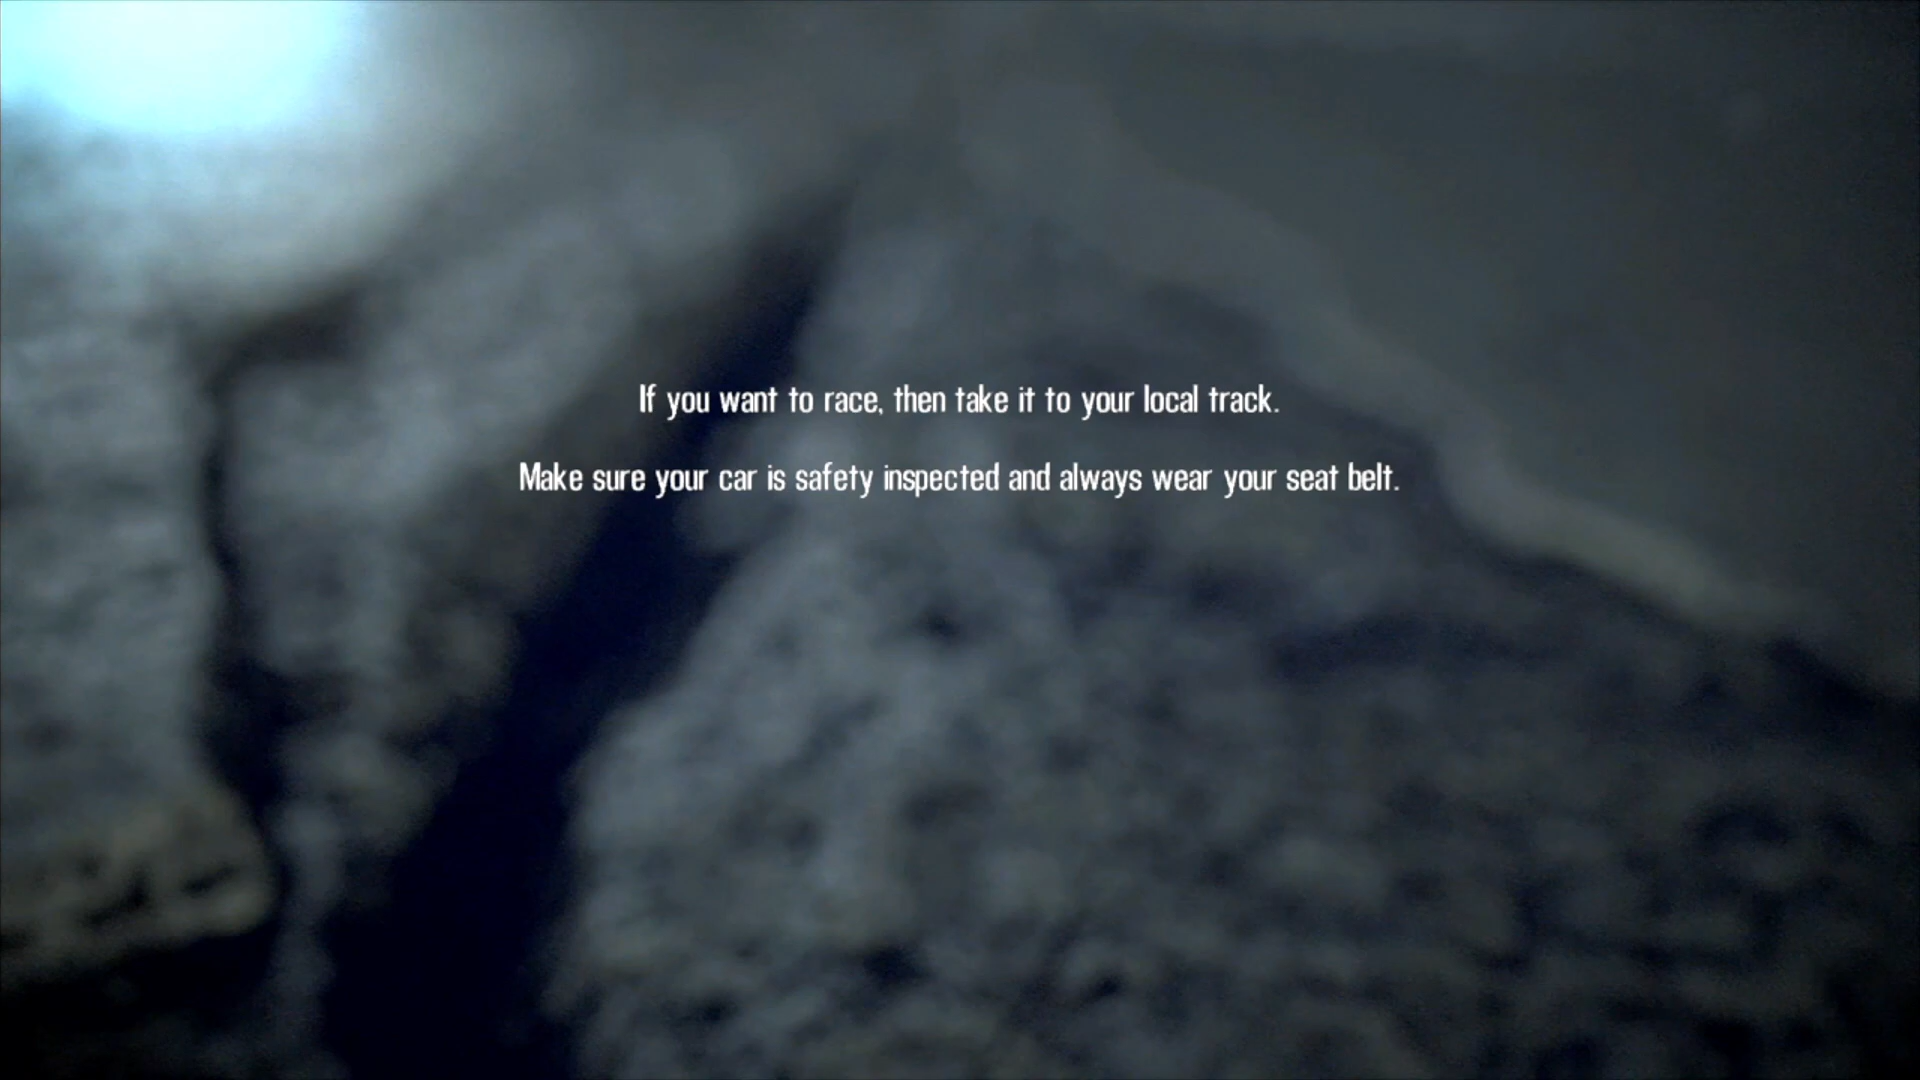 If you want to race, then take it to your local track.
Make sure your car is safety inspected and always wear your seat belt.